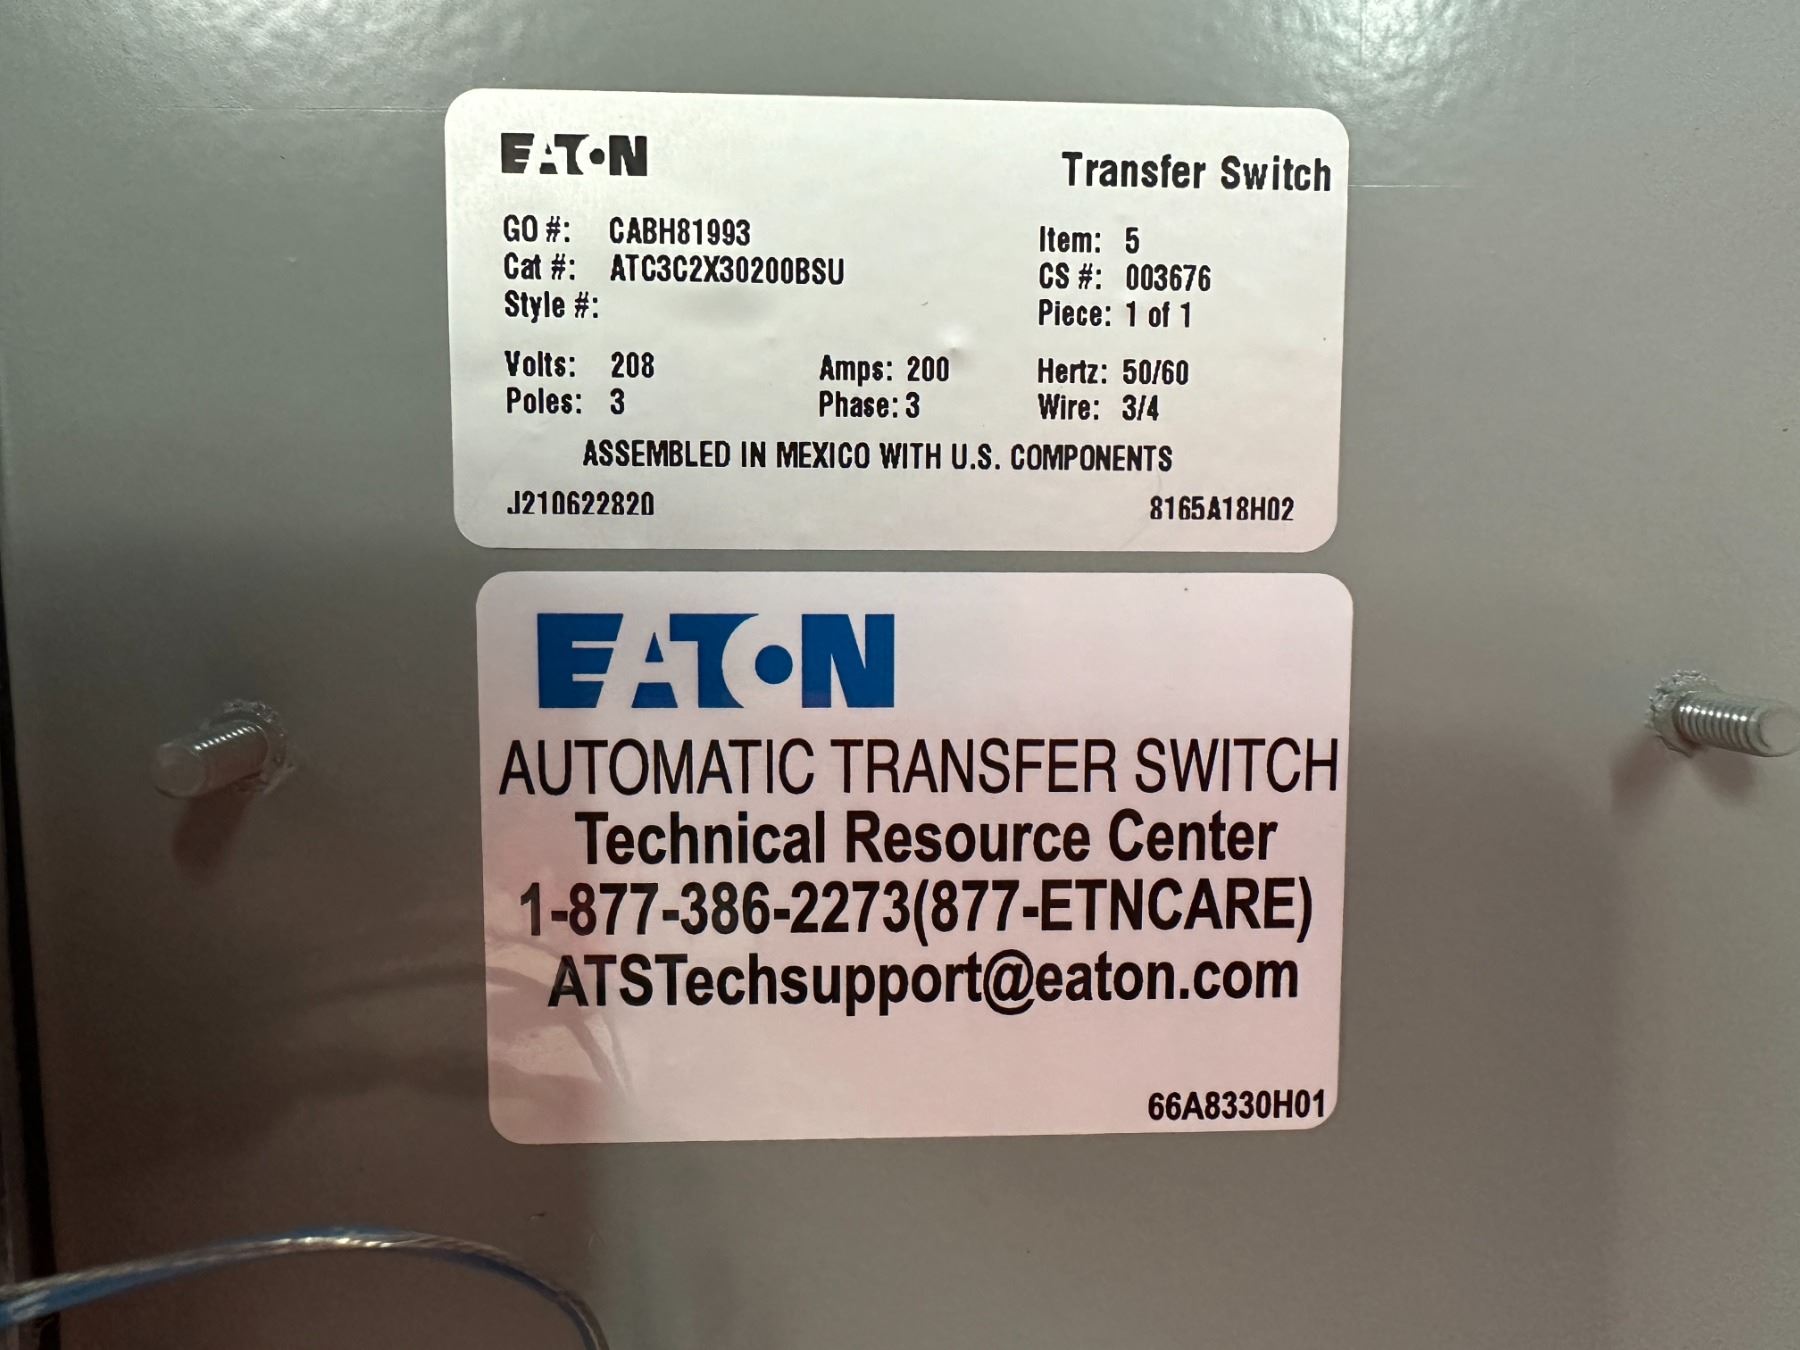 EATON
Transfer Switch
GO #: CABH81993
Item: 5
Cat #: ATC3C2X30200BSU
CS #: 003676
Style #:
Piece: 1 of 1
Volts: 208 Amps: 200 Hertz: 50/60
Poles: 3 Phase: 3 Wire: 3/4
ASSEMBLED IN MEXICO WITH U.S. COMPONENTS
J210622820 8165A18H02
EATON
AUTOMATIC TRANSFER SWITCH
Technical Resource Center
1-877-386-2273(877-ETNCARE)
ATSTechsupport@eaton.com
66A8330H01